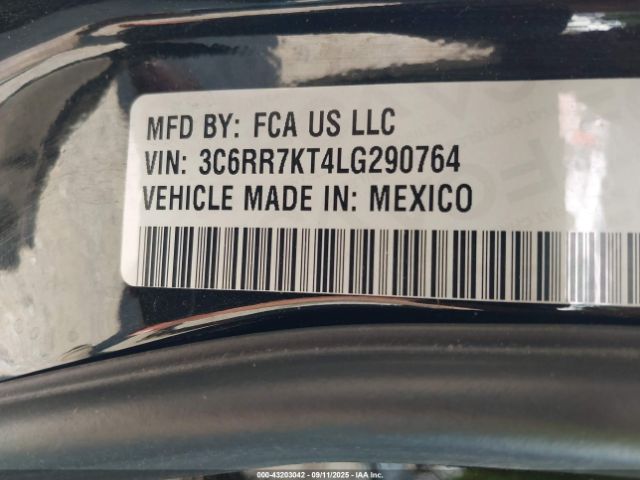 MFD BY: FCA US LLC
VIN: 3C6RR7KT4LG290764
VEHICLE MADE IN: MEXICO
000-43203042 - 09/11/2025 - IAA Inc.